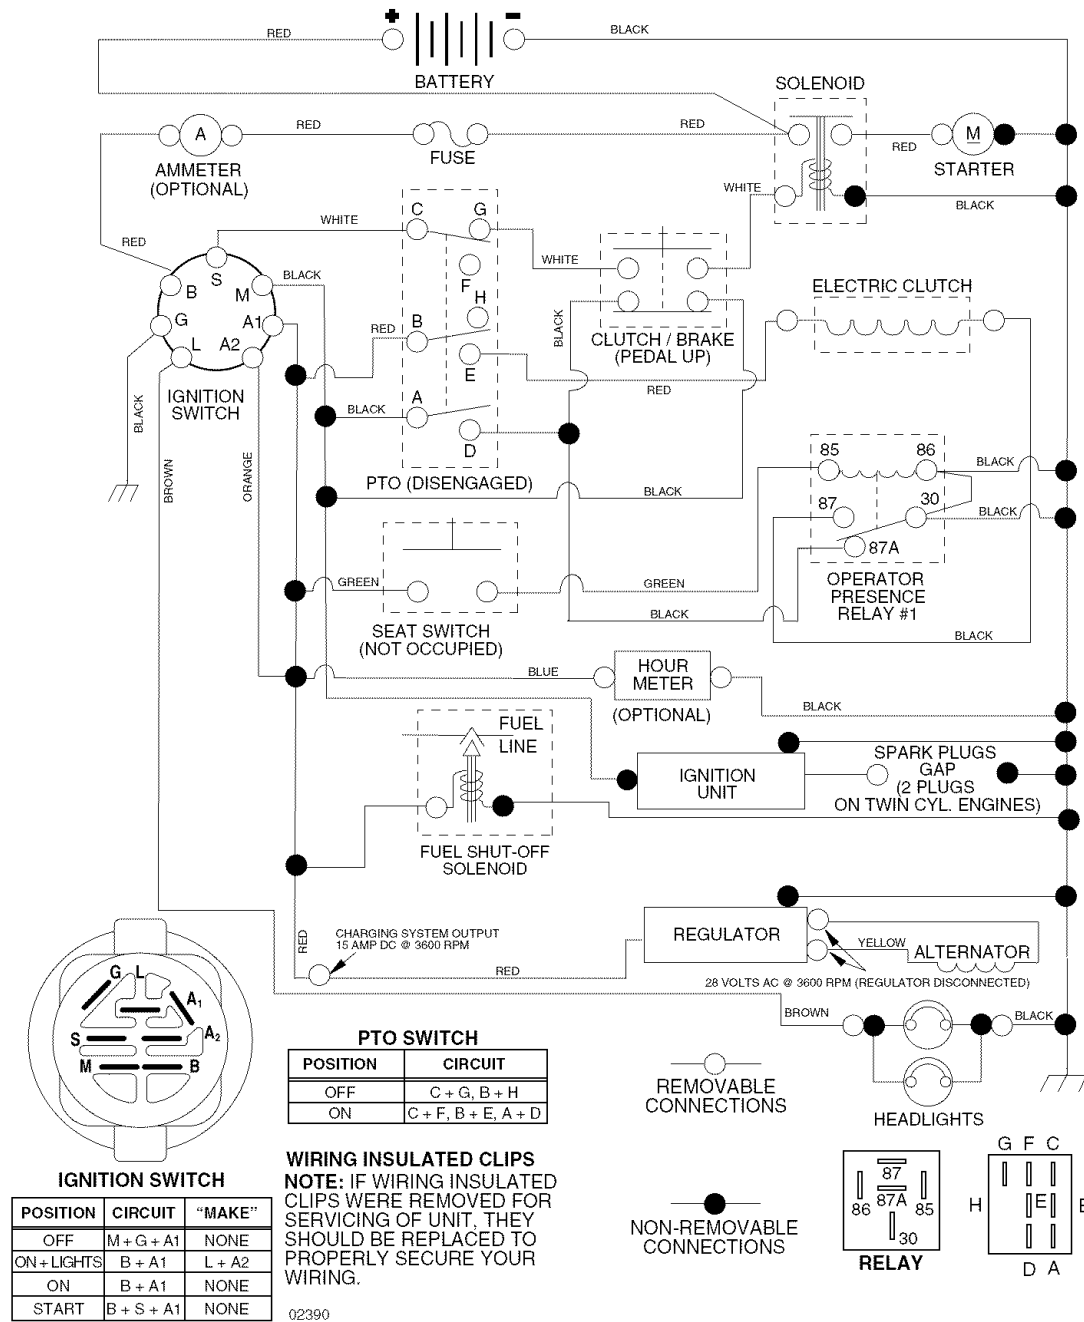 + −
RED
BLACK
BATTERY
SOLENOID
RED
RED
A
M
RED
FUSE
AMMETER
(OPTIONAL)
STARTER
WHITE
BLACK
C G
WHITE
RED
S
BLACK
WHITE
F
B
M
H
ELECTRIC CLUTCH
G
A1
B
RED
BLACK
L A2
CLUTCH / BRAKE
(PEDAL UP)
E
RED
IGNITION
SWITCH
A
BLACK
BLACK
D
85 86
BLACK
BROWN
ORANGE
PTO (DISENGAGED)
BLACK
87 30
BLACK
87A
GREEN
GREEN
OPERATOR
PRESENCE
RELAY #1
BLACK
BLACK
SEAT SWITCH
(NOT OCCUPIED)
BLUE
HOUR
METER
(OPTIONAL)
BLACK
FUEL
LINE
IGNITION
UNIT
SPARK PLUGS
GAP
(2 PLUGS
ON TWIN CYL. ENGINES)
FUEL SHUT-OFF
SOLENOID
RED
CHARGING SYSTEM OUTPUT
15 AMP DC @ 3600 RPM
RED
REGULATOR
YELLOW
ALTERNATOR
28 VOLTS AC @ 3600 RPM (REGULATOR DISCONNECTED)
BROWN
BLACK
HEADLIGHTS
G L
A1
A2
S
M B
IGNITION SWITCH
POSITION CIRCUIT "MAKE"
OFF M + G + A1 NONE
ON + LIGHTS B + A1 L + A2
ON B + A1 NONE
START B + S + A1 NONE
PTO SWITCH
POSITION CIRCUIT
OFF C + G, B + H
ON C + F, B + E, A + D
WIRING INSULATED CLIPS
NOTE: IF WIRING INSULATED
CLIPS WERE REMOVED FOR
SERVICING OF UNIT, THEY
SHOULD BE REPLACED TO
PROPERLY SECURE YOUR
WIRING.
02390
REMOVABLE
CONNECTIONS
NON-REMOVABLE
CONNECTIONS
87
87A
86 85
30
RELAY
G F C
H E
D A